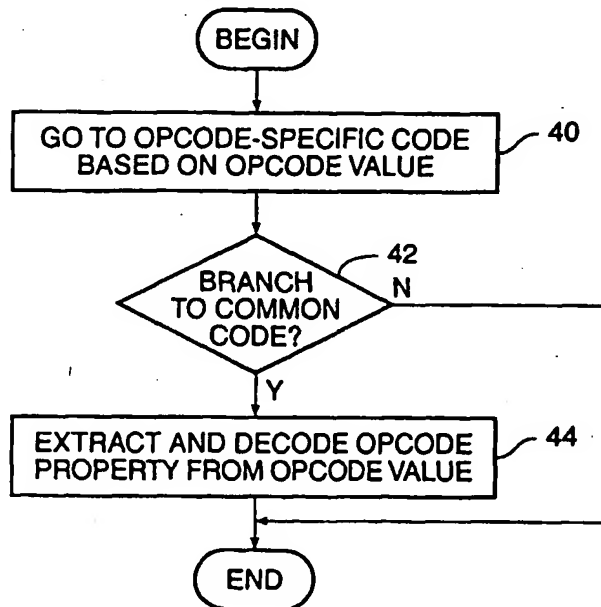 BEGIN
GO TO OPCODE-SPECIFIC CODE
BASED ON OPCODE VALUE
40
42
BRANCH
TO COMMON
CODE?
N
Y
EXTRACT AND DECODE OPCODE
PROPERTY FROM OPCODE VALUE
44
END